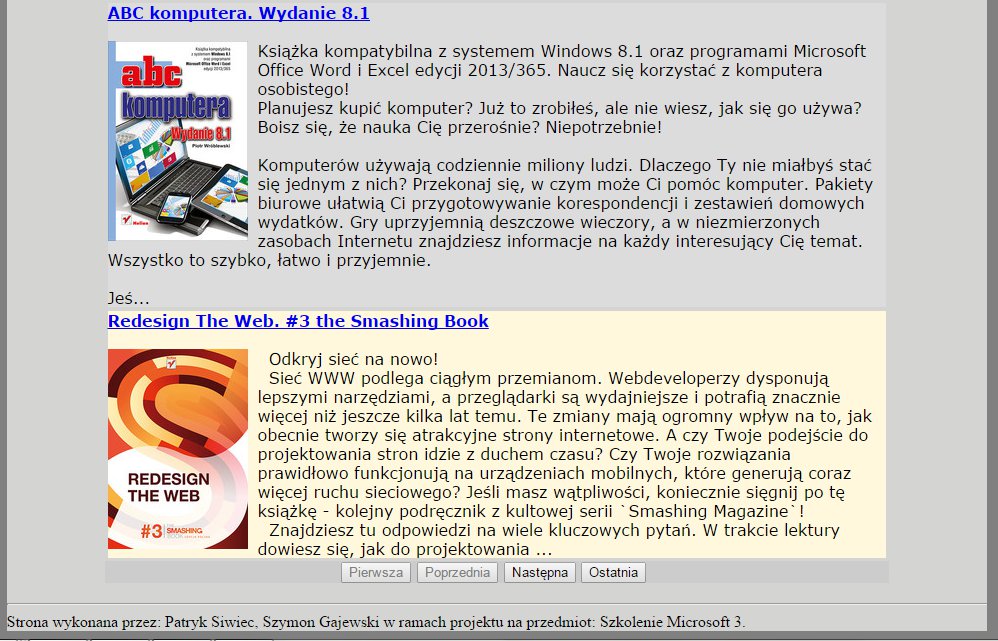 ABC komputera. Wydanie 8.1
Książka kompatybilna
z systemem Windows 8.1
oraz programami
Microsoft Office Word i Excel
edycji 2013/365
abc
komputera
Wydanie 8.1
Piotr Wróblewski
Helion
Książka kompatybilna z systemem Windows 8.1 oraz programami Microsoft
Office Word i Excel edycji 2013/365. Naucz się korzystać z komputera
osobistego!
Planujesz kupić komputer? Już to zrobiłeś, ale nie wiesz, jak się go używa?
Boisz się, że nauka Cię przerośnie? Niepotrzebnie!
Komputerów używają codziennie miliony ludzi. Dlaczego Ty nie miałbyś stać
się jednym z nich? Przekonaj się, w czym może Ci pomóc komputer. Pakiety
biurowe ułatwią Ci przygotowywanie korespondencji i zestawień domowych
wydatków. Gry uprzyjemnią deszczowe wieczory, a w niezmierzonych
zasobach Internetu znajdziesz informacje na każdy interesujący Cię temat.
Wszystko to szybko, łatwo i przyjemnie.
Jeś...
Redesign The Web. #3 the Smashing Book
REDESIGN
THE WEB
#3
SMASHING
Odkryj sieć na nowo!
Sieć WWW podlega ciągłym przemianom. Webdeveloperzy dysponują
lepszymi narzędziami, a przeglądarki są wydajniejsze i potrafią znacznie
więcej niż jeszcze kilka lat temu. Te zmiany mają ogromny wpływ na to, jak
obecnie tworzy się atrakcyjne strony internetowe. A czy Twoje podejście do
projektowania stron idzie z duchem czasu? Czy Twoje rozwiązania
prawidłowo funkcjonują na urządzeniach mobilnych, które generują coraz
więcej ruchu sieciowego? Jeśli masz wątpliwości, koniecznie sięgnij po tę
książkę - kolejny podręcznik z kultowej serii `Smashing Magazine`!
Znajdziesz tu odpowiedzi na wiele kluczowych pytań. W trakcie lektury
dowiesz się, jak do projektowania ...
Pierwsza Poprzednia Następna Ostatnia
Strona wykonana przez: Patryk Siwiec, Szymon Gajewski w ramach projektu na przedmiot: Szkolenie Microsoft 3.